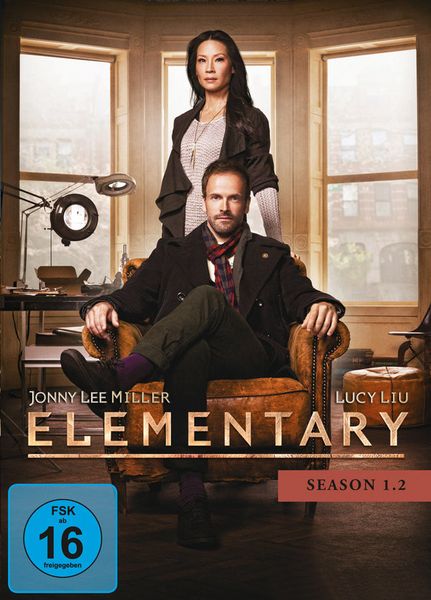 JONNY LEE MILLER LUCY LIU
ELEMENTARY
SEASON 1.2
FSK
ab
16
freigegeben